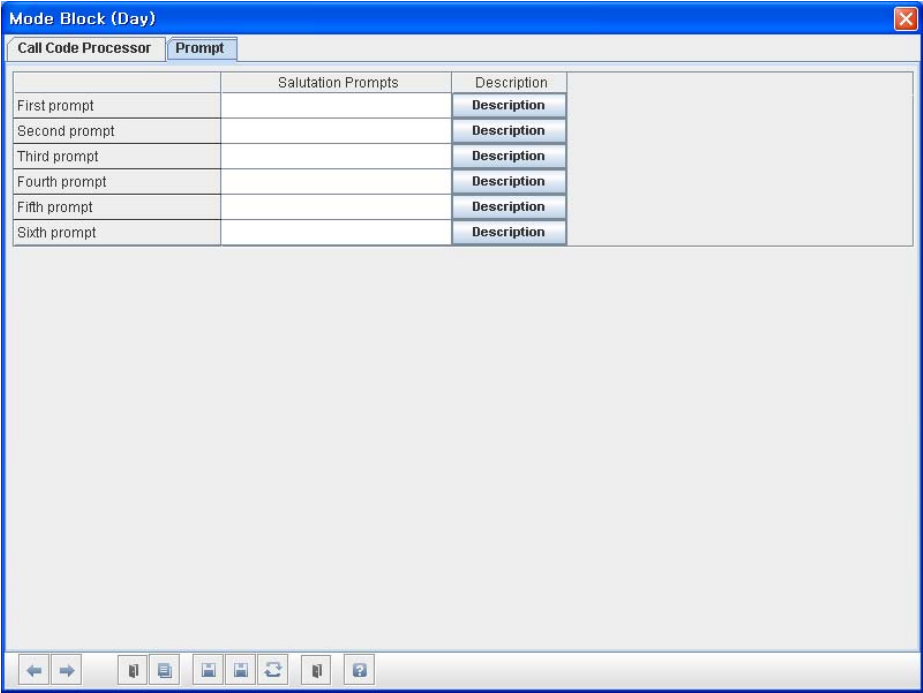 Mode Block (Day)
Call Code Processor Prompt
Salutation Prompts Description
First prompt Description
Second prompt Description
Third prompt Description
Fourth prompt Description
Fifth prompt Description
Sixth prompt Description